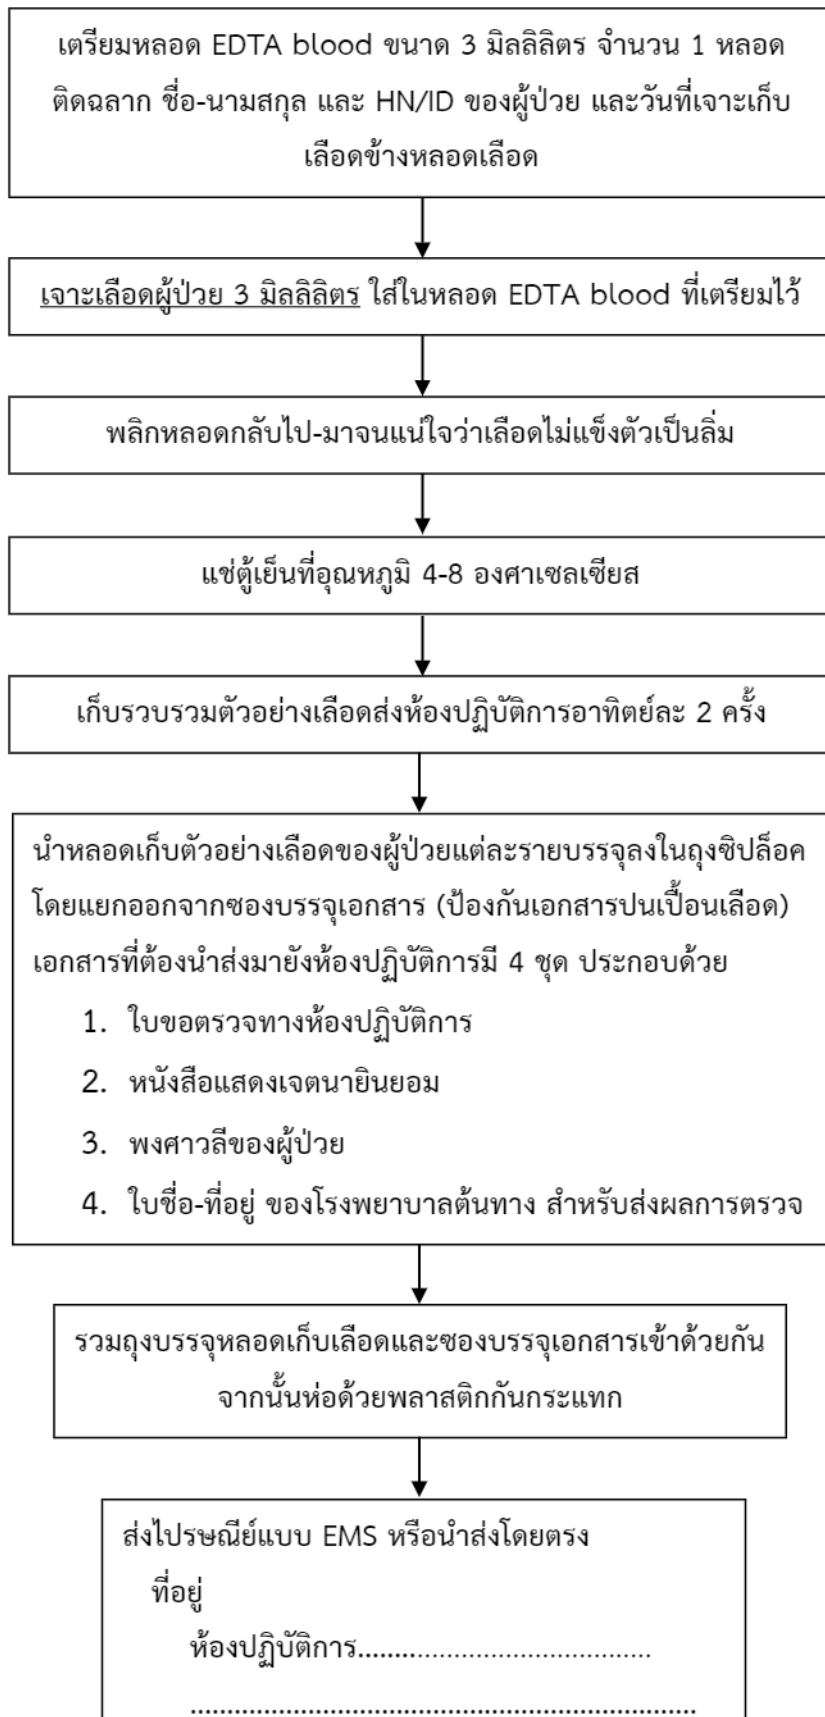 เตรียมหลอด EDTA blood ขนาด 3 มิลลิลิตร จำนวน 1 หลอด
ติดฉลาก ชื่อ-นามสกุล และ HN/ID ของผู้ป่วย และวันที่เจาะเก็บ
เลือดข้างหลอดเลือด
เจาะเลือดผู้ป่วย 3 มิลลิลิตร ใส่ในหลอด EDTA blood ที่เตรียมไว้
พลิกหลอดกลับไป-มาจนแน่ใจว่าเลือดไม่แข็งตัวเป็นลิ่ม
แช่ตู้เย็นที่อุณหภูมิ 4-8 องศาเซลเซียส
เก็บรวบรวมตัวอย่างเลือดส่งห้องปฏิบัติการอาทิตย์ละ 2 ครั้ง
นำหลอดเก็บตัวอย่างเลือดของผู้ป่วยแต่ละรายบรรจุลงในถุงซิปล็อค
โดยแยกออกจากซองบรรจุเอกสาร (ป้องกันเอกสารปนเปื้อนเลือด)
เอกสารที่ต้องนำส่งมายังห้องปฏิบัติการมี 4 ชุด ประกอบด้วย
1. ใบขอตรวจทางห้องปฏิบัติการ
2. หนังสือแสดงเจตนายินยอม
3. พงศาวลีของผู้ป่วย
4. ใบชื่อ-ที่อยู่ ของโรงพยาบาลต้นทาง สำหรับส่งผลการตรวจ
รวมถุงบรรจุหลอดเก็บเลือดและซองบรรจุเอกสารเข้าด้วยกัน
จากนั้นห่อด้วยพลาสติกกันกระแทก
ส่งไปรษณีย์แบบ EMS หรือนำส่งโดยตรง
ที่อยู่
ห้องปฏิบัติการ..........................................
..................................................................